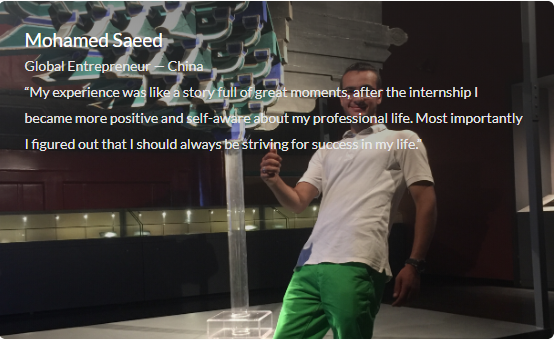 Mohamed Saeed
Global Entrepreneur — China
“My experience was like a story full of great moments, after the internship I
became more positive and self-aware about my professional life. Most importantly
I figured out that I should always be striving for success in my life.”